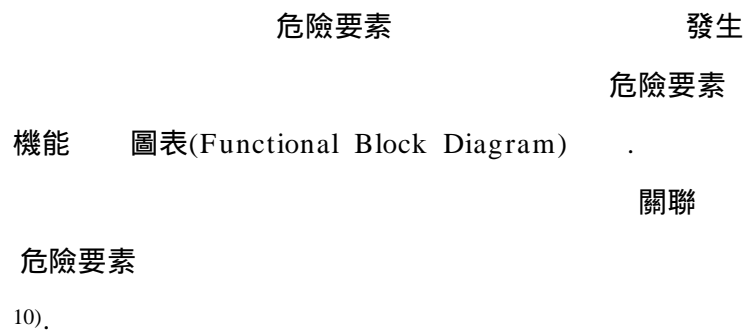 危險要素 發生
危險要素
機能 圖表(Functional Block Diagram) .
關聯
危險要素
10).